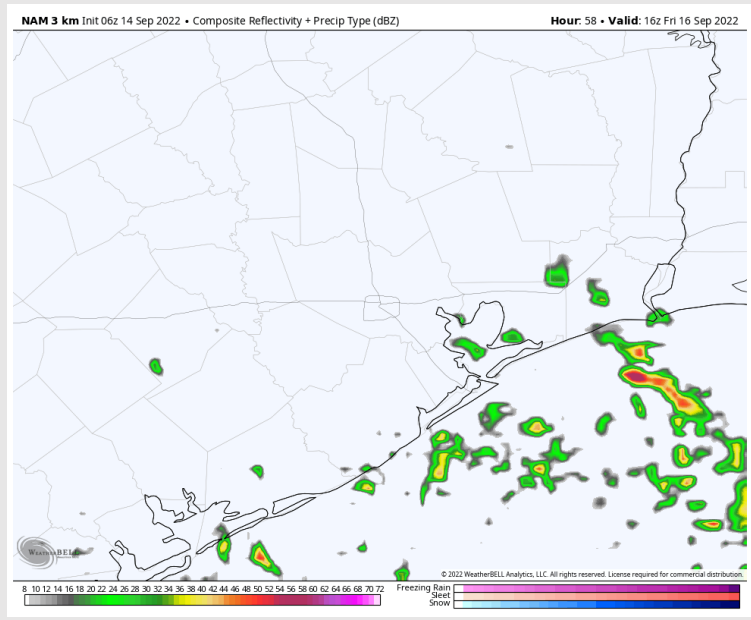 NAM 3 km Init 06z 14 Sep 2022 • Composite Reflectivity + Precip Type (dBZ) Hour: 58 • Valid: 16z Fri 16 Sep 2022
WEATHERBELL
© 2022 WeatherBELL Analytics, LLC. All rights reserved. License required for commercial distribution.
8 10 12 14 16 18 20 22 24 26 28 30 32 34 36 38 40 42 44 46 48 50 52 54 56 58 60 62 64 66 68 70 72
Freezing Rain
Sleet
Snow